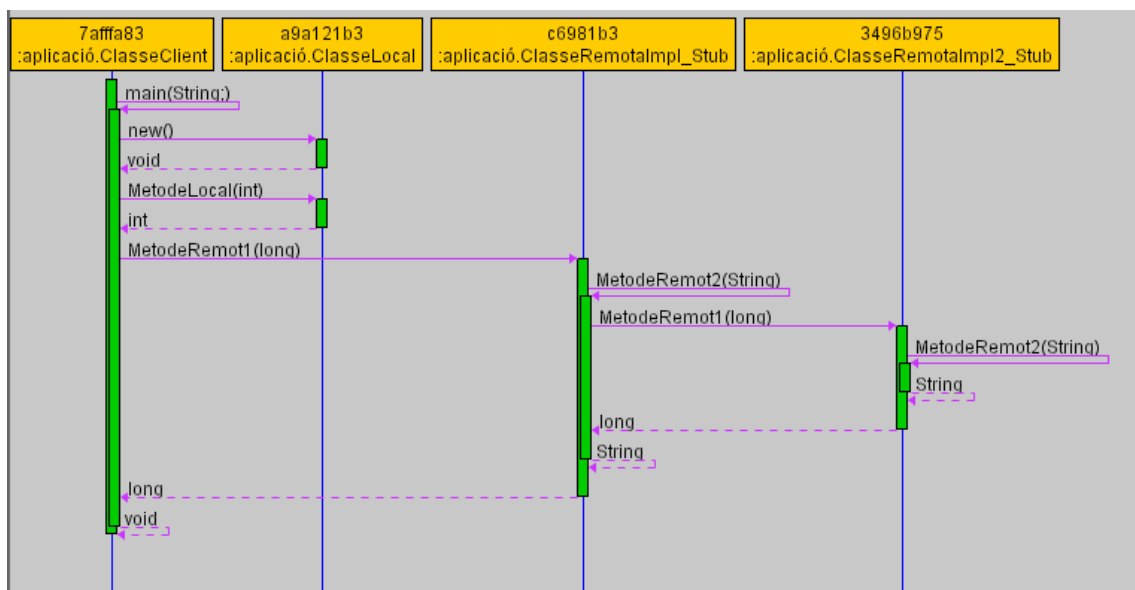 7afffa83
:aplicació.ClasseClient
a9a121b3
:aplicació.ClasseLocal
c6981b3
:aplicació.ClasseRemotaImpl_Stub
3496b975
:aplicació.ClasseRemotaImpl2_Stub
main(String;)
new()
void
MetodeLocal(int)
int
MetodeRemot1(long)
MetodeRemot2(String)
MetodeRemot1(long)
MetodeRemot2(String)
String
long
String
long
void